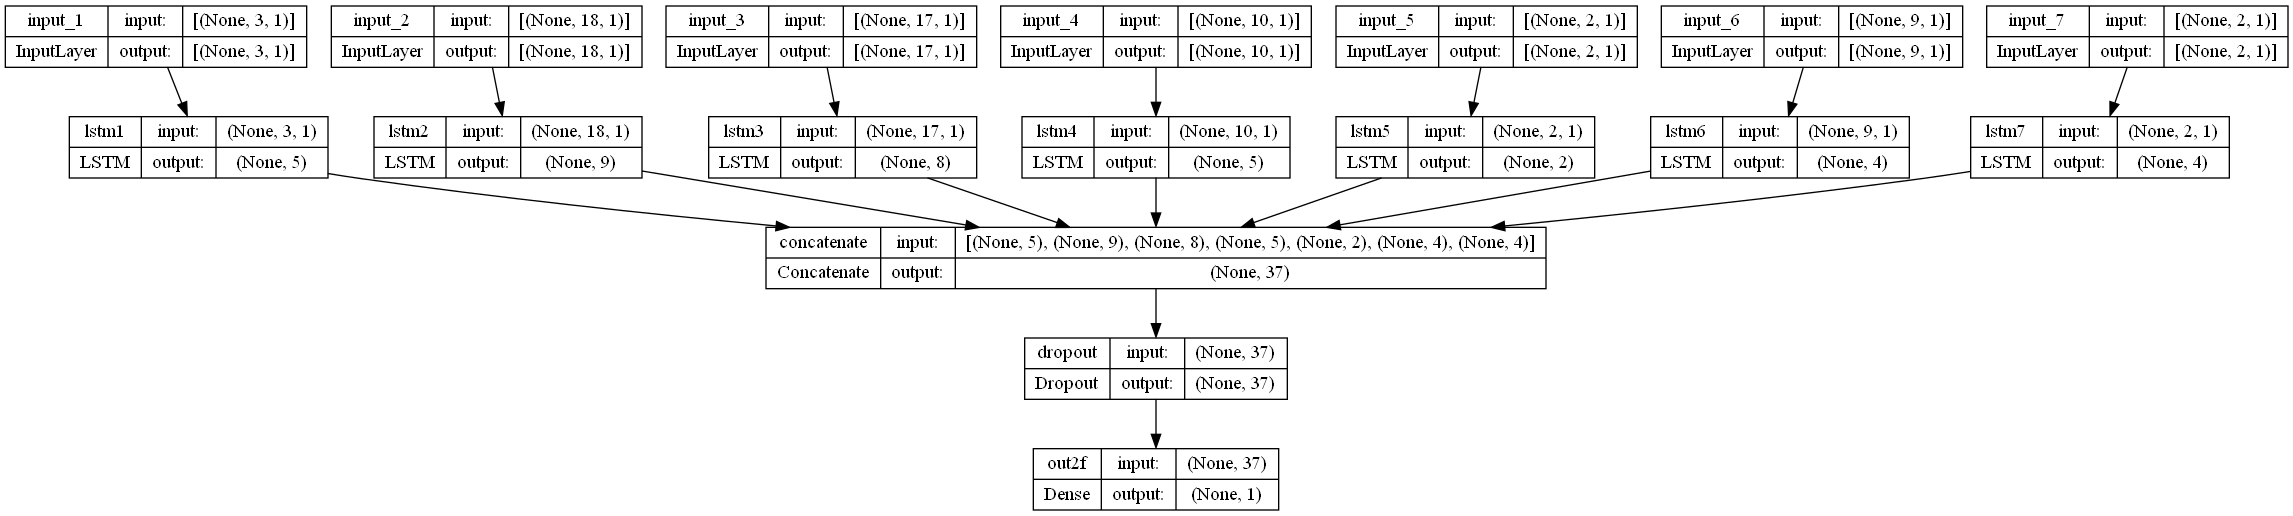 input_1 input: [(None, 3, 1)]
InputLayer output: [(None, 3, 1)]
input_2 input: [(None, 18, 1)]
InputLayer output: [(None, 18, 1)]
input_3 input: [(None, 17, 1)]
InputLayer output: [(None, 17, 1)]
input_4 input: [(None, 10, 1)]
InputLayer output: [(None, 10, 1)]
input_5 input: [(None, 2, 1)]
InputLayer output: [(None, 2, 1)]
input_6 input: [(None, 9, 1)]
InputLayer output: [(None, 9, 1)]
input_7 input: [(None, 2, 1)]
InputLayer output: [(None, 2, 1)]
lstm1 input: (None, 3, 1)
LSTM output: (None, 5)
lstm2 input: (None, 18, 1)
LSTM output: (None, 9)
lstm3 input: (None, 17, 1)
LSTM output: (None, 8)
lstm4 input: (None, 10, 1)
LSTM output: (None, 5)
lstm5 input: (None, 2, 1)
LSTM output: (None, 2)
lstm6 input: (None, 9, 1)
LSTM output: (None, 4)
lstm7 input: (None, 2, 1)
LSTM output: (None, 4)
concatenate input: [(None, 5), (None, 9), (None, 8), (None, 5), (None, 2), (None, 4), (None, 4)]
Concatenate output: (None, 37)
dropout input: (None, 37)
Dropout output: (None, 37)
out2f input: (None, 37)
Dense output: (None, 1)